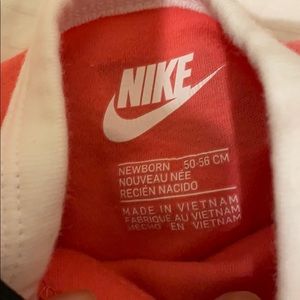 NIKE
NEWBORN 50-56 CM
NOUVEAU NÉE
RECIÉN NACIDO
MADE IN VIETNAM
FABRIQUÉ AU VIETNAM
HECHO EN VIETNAM